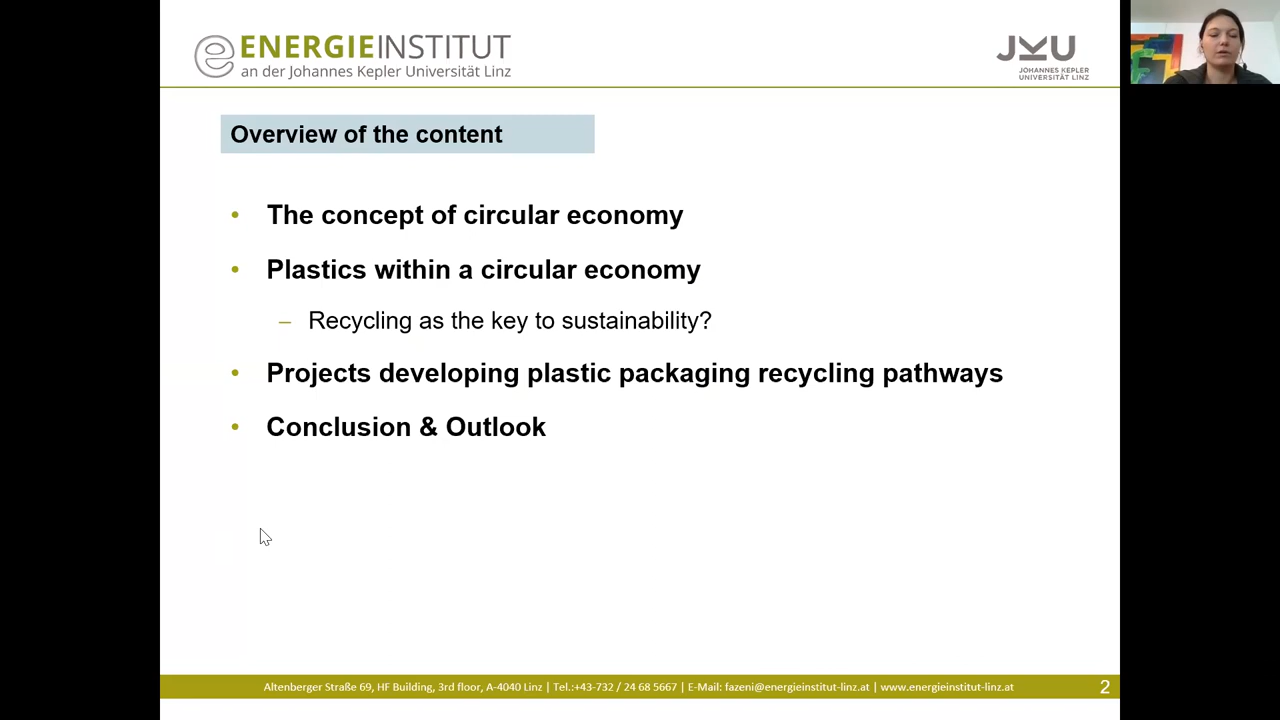 ENERGIEINSTITUT
an der Johannes Kepler Universität Linz
JKU
JOHANNES KEPLER
UNIVERSITÄT LINZ
Overview of the content
• The concept of circular economy
• Plastics within a circular economy
– Recycling as the key to sustainability?
• Projects developing plastic packaging recycling pathways
• Conclusion & Outlook
Altenberger Straße 69, HF Building, 3rd floor, A-4040 Linz | Tel.:+43-732 / 24 68 5667 | E-Mail: fazeni@energieinstitut-linz.at | www.energieinstitut-linz.at
2